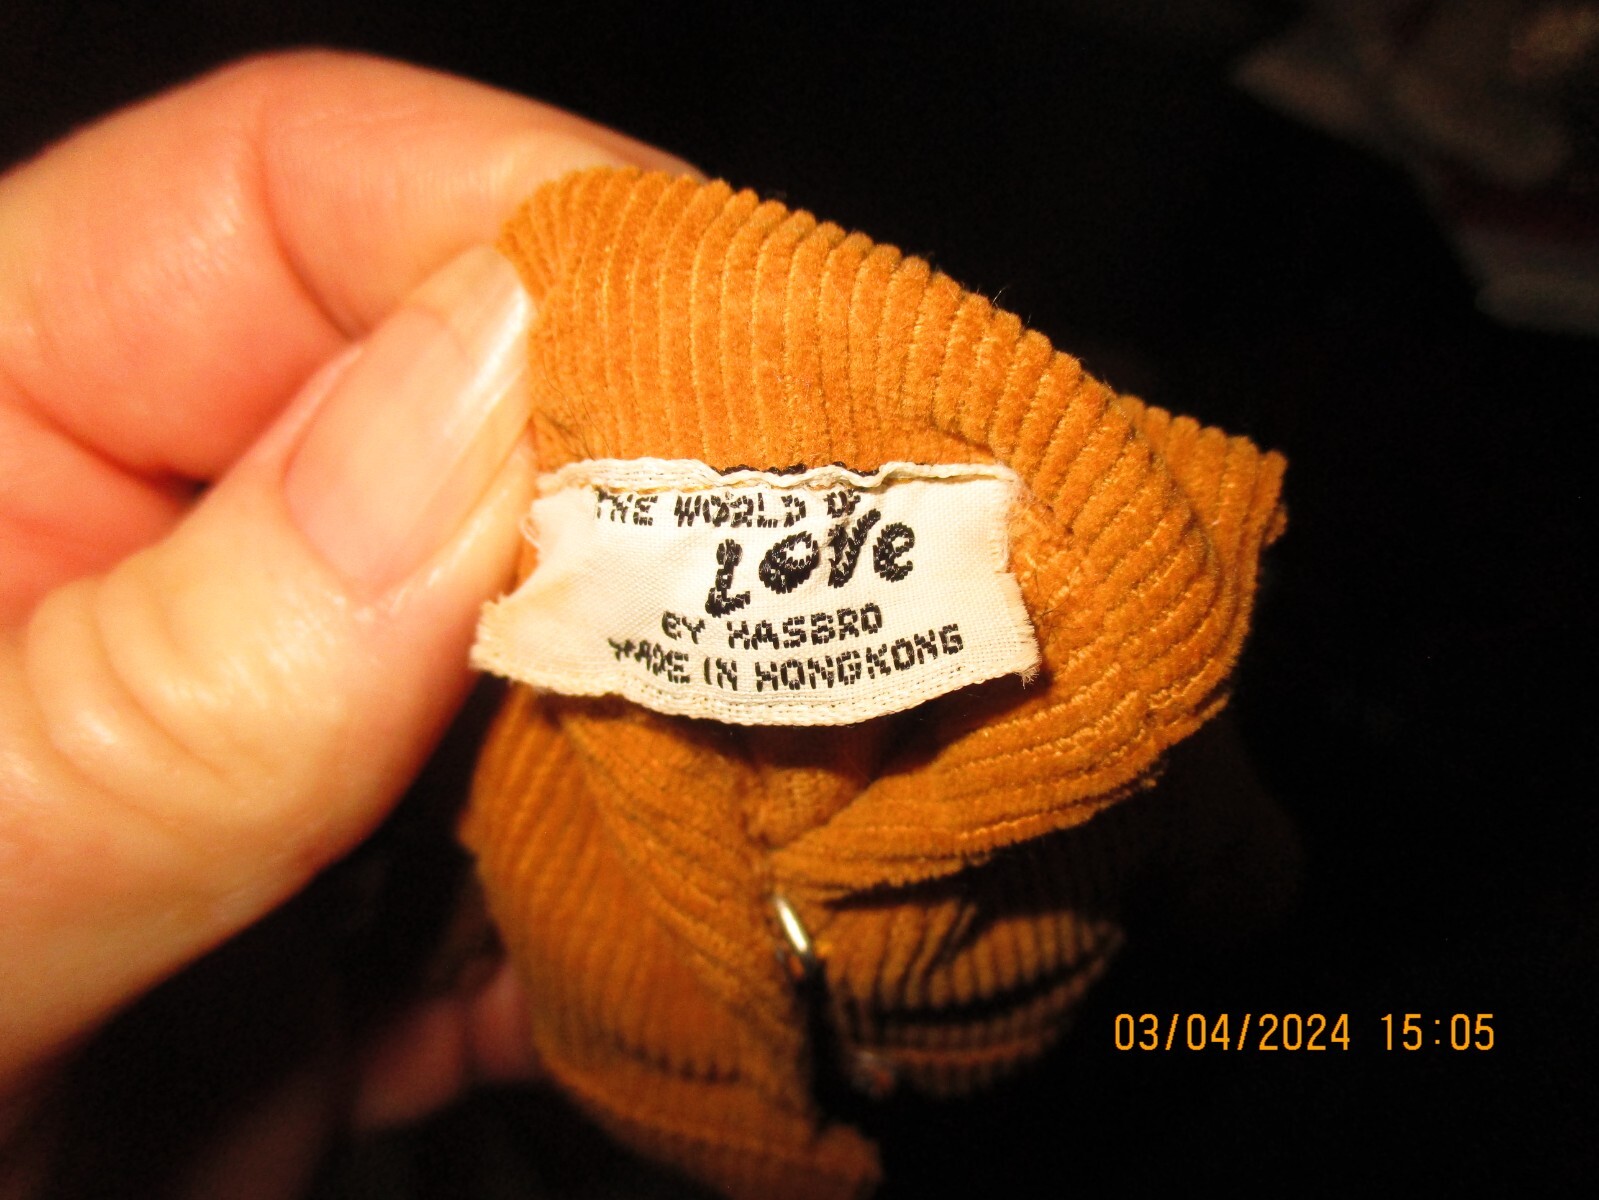 THE WORLD OF
LOVe
BY HASBRO
MADE IN HONGKONG
03/04/2024 15:05